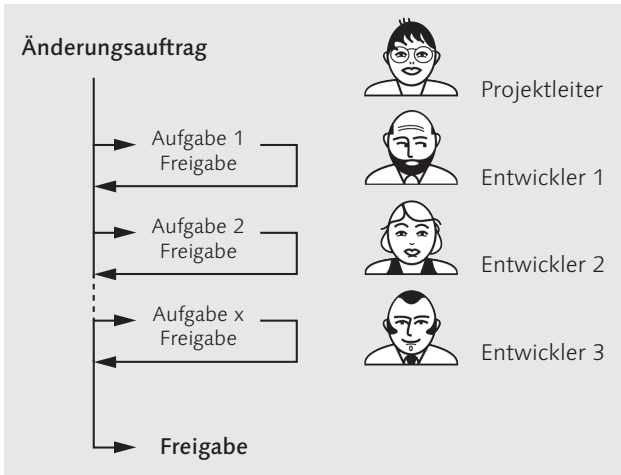 Änderungsauftrag
Projektleiter
Aufgabe 1
Freigabe
Entwickler 1
Aufgabe 2
Freigabe
Entwickler 2
Aufgabe x
Freigabe
Entwickler 3
Freigabe